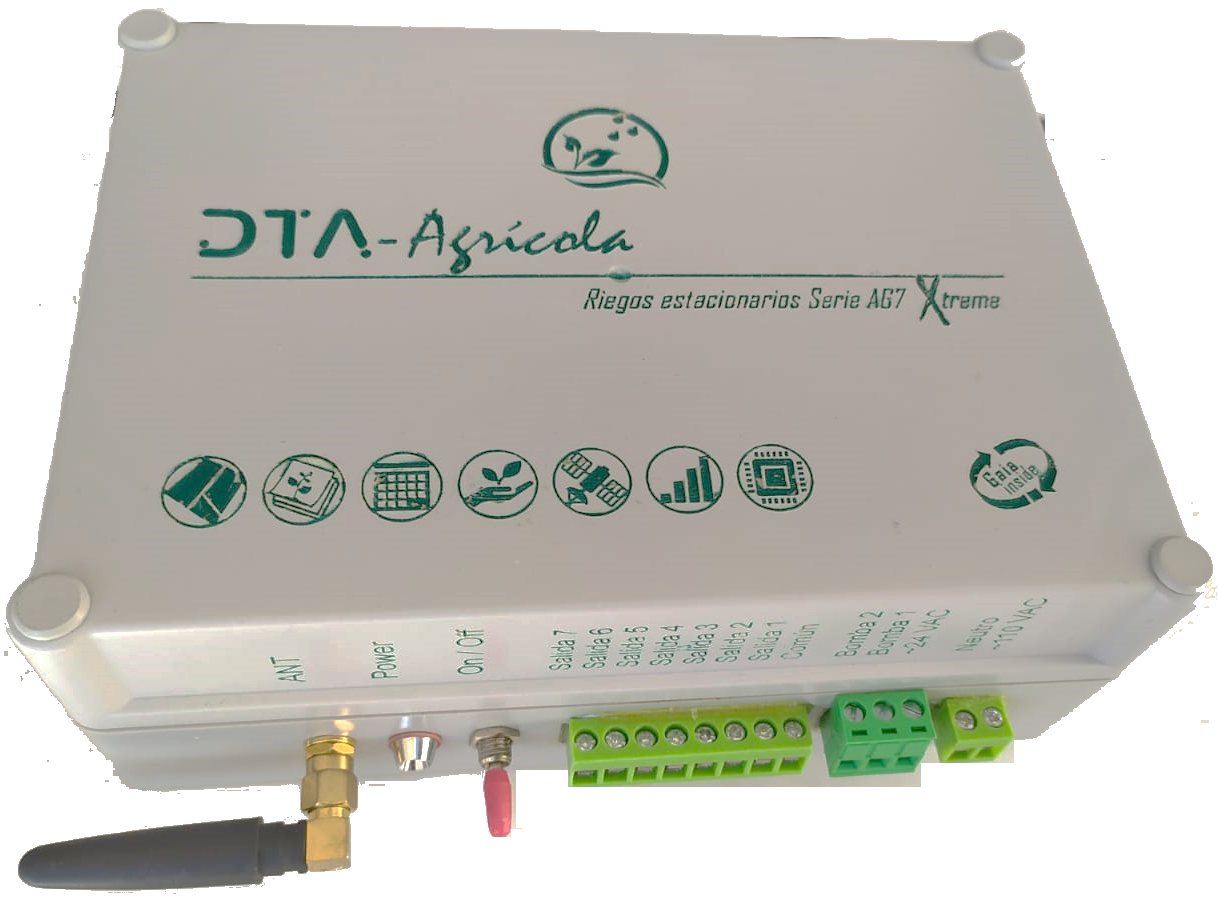 DTA-Agrícola
Riegos estacionarios Serie AG7 Xtreme
Gaia
inside
ANT
Power
On / Off
Salida 7
Salida 6
Salida 5
Salida 4
Salida 3
Salida 2
Salida 1
Común
Bomba 2
Bomba 1
~24 VAC
Neutro
~110 VAC